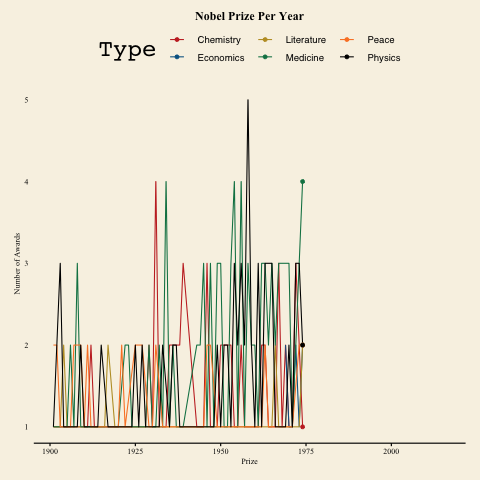 Nobel Prize Per Year
Type
Chemistry Literature Peace
Economics Medicine Physics
5
4
3
2
1
Number of Awards
1900 1925 1950 1975 2000
Prize